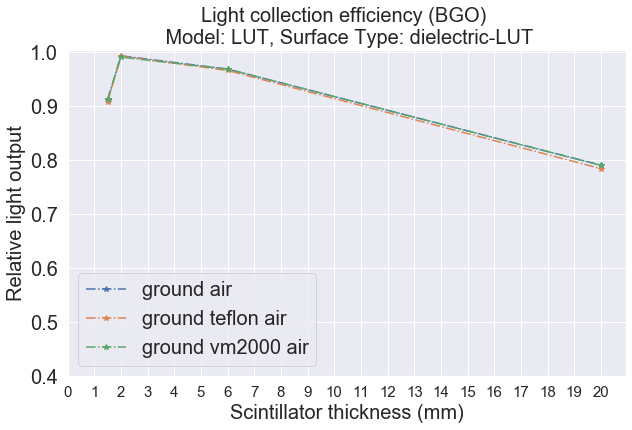 Light collection efficiency (BGO)
Model: LUT, Surface Type: dielectric-LUT
Relative light output
1.0
0.9
0.8
0.7
0.6
0.5
0.4
ground air
ground teflon air
ground vm2000 air
0 1 2 3 4 5 6 7 8 9 10 11 12 13 14 15 16 17 18 19 20
Scintillator thickness (mm)